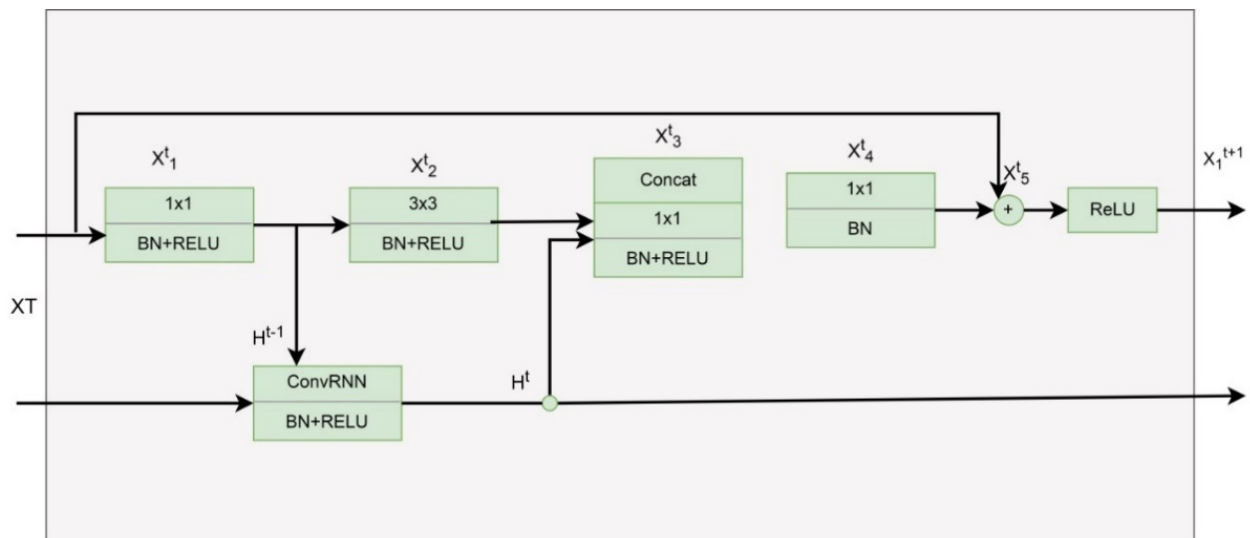 X^t_1
1x1
BN+RELU
X^t_2
3x3
BN+RELU
X^t_3
Concat
1x1
BN+RELU
X^t_4
1x1
BN
X^t_5
+
ReLU
X_1^t+1
XT
H^t-1
ConvRNN
BN+RELU
H^t